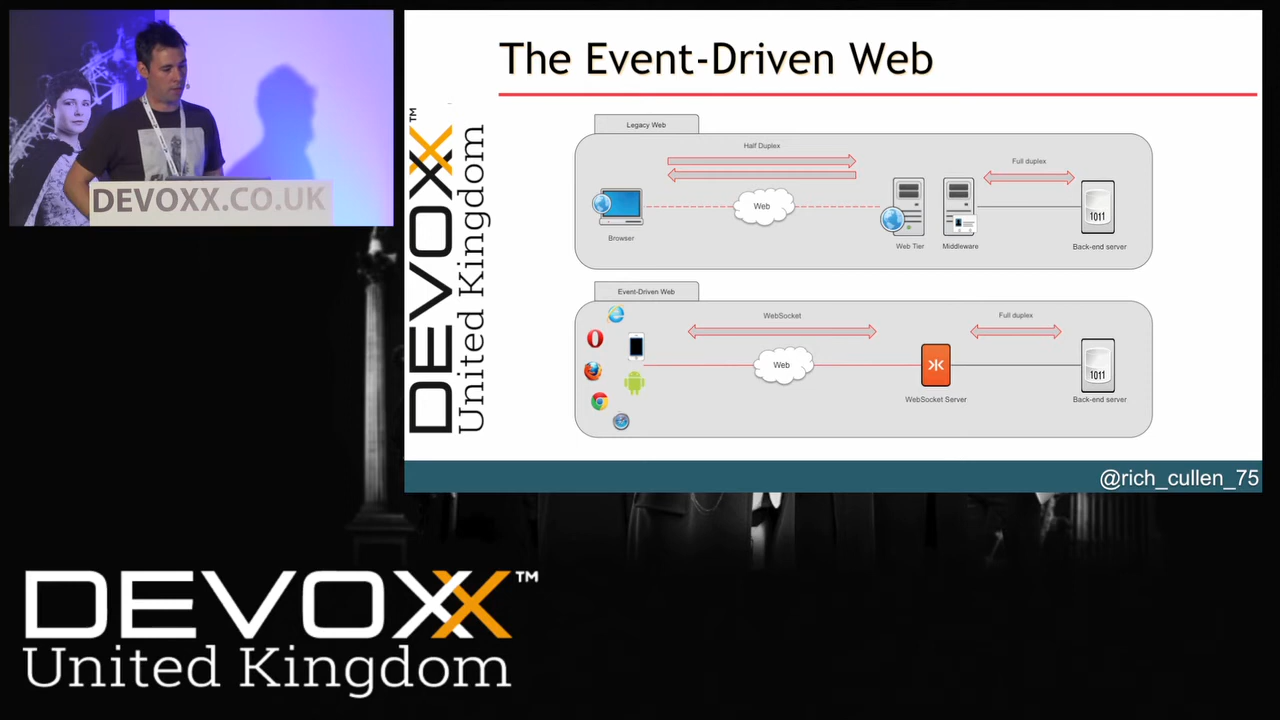 DEVOXX.CO.UK
The Event-Driven Web
DEVOXX™
United Kingdom
Legacy Web
Half Duplex
Full duplex
Web
1011
Browser
Web Tier
Middleware
Back-end server
Event-Driven Web
WebSocket
Full duplex
Web
1011
WebSocket Server
Back-end server
@rich_cullen_75
DEVOXX™
United Kingdom